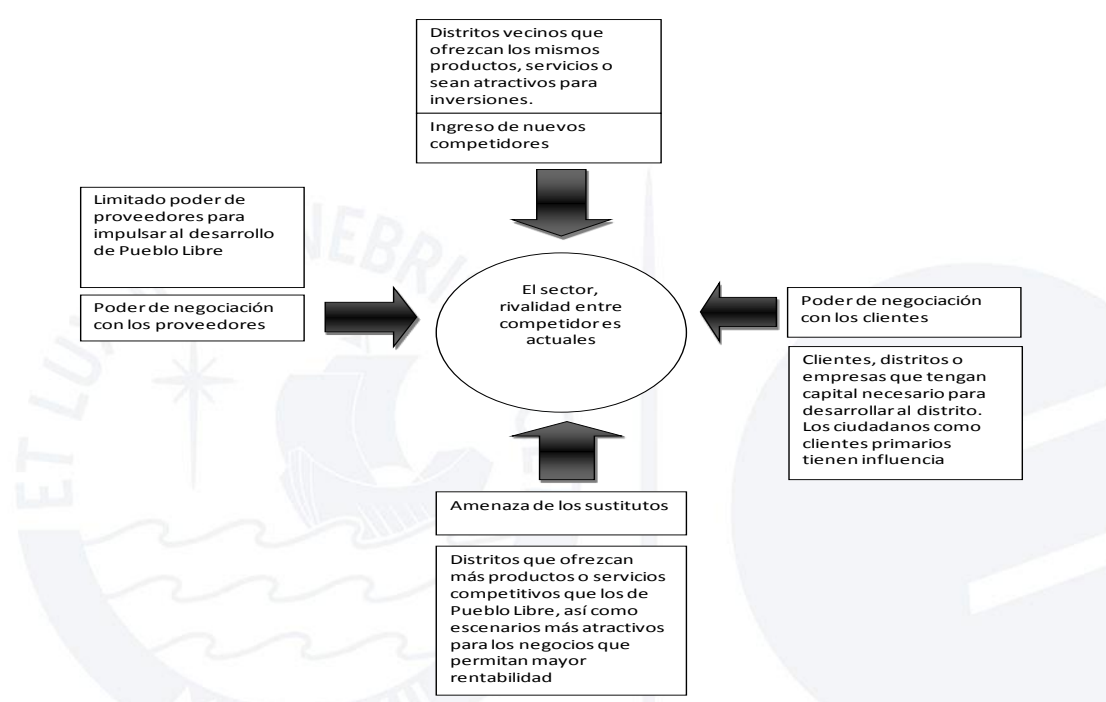 Distritos vecinos que
ofrezcan los mismos
productos, servicios o
sean atractivos para
inversiones.
Ingreso de nuevos
competidores
Limitado poder de
proveedores para
impulsar al desarrollo
de Pueblo Libre
Poder de negociación
con los proveedores
El sector,
rivalidad entre
competidores
actuales
Poder de negociación
con los clientes
Clientes, distritos o
empresas que tengan
capital necesario para
desarrollar al distrito.
Los ciudadanos como
clientes primarios
tienen influencia
Amenaza de los sustitutos
Distritos que ofrezcan
más productos o servicios
competitivos que los de
Pueblo Libre, así como
escenarios más atractivos
para los negocios que
permitan mayor
rentabilidad